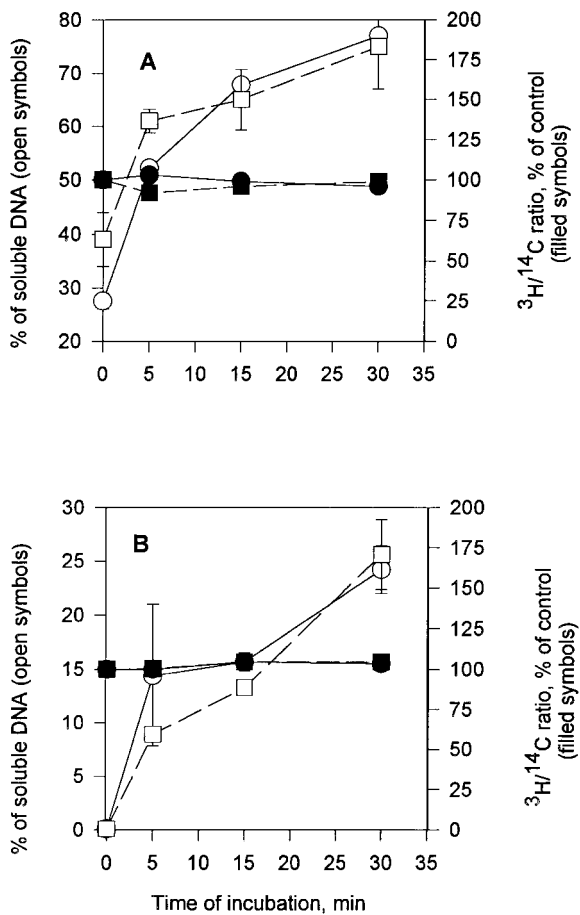 A
% of soluble DNA (open symbols)
80
70
60
50
40
30
20
200
175
150
125
100
75
50
25
0
³H/¹⁴C ratio, % of control
(filled symbols)
0 5 10 15 20 25 30 35
B
% of soluble DNA (open symbols)
30
25
20
15
10
5
0
200
175
150
125
100
75
50
25
0
³H/¹⁴C ratio, % of control
(filled symbols)
0 5 10 15 20 25 30 35
Time of incubation, min